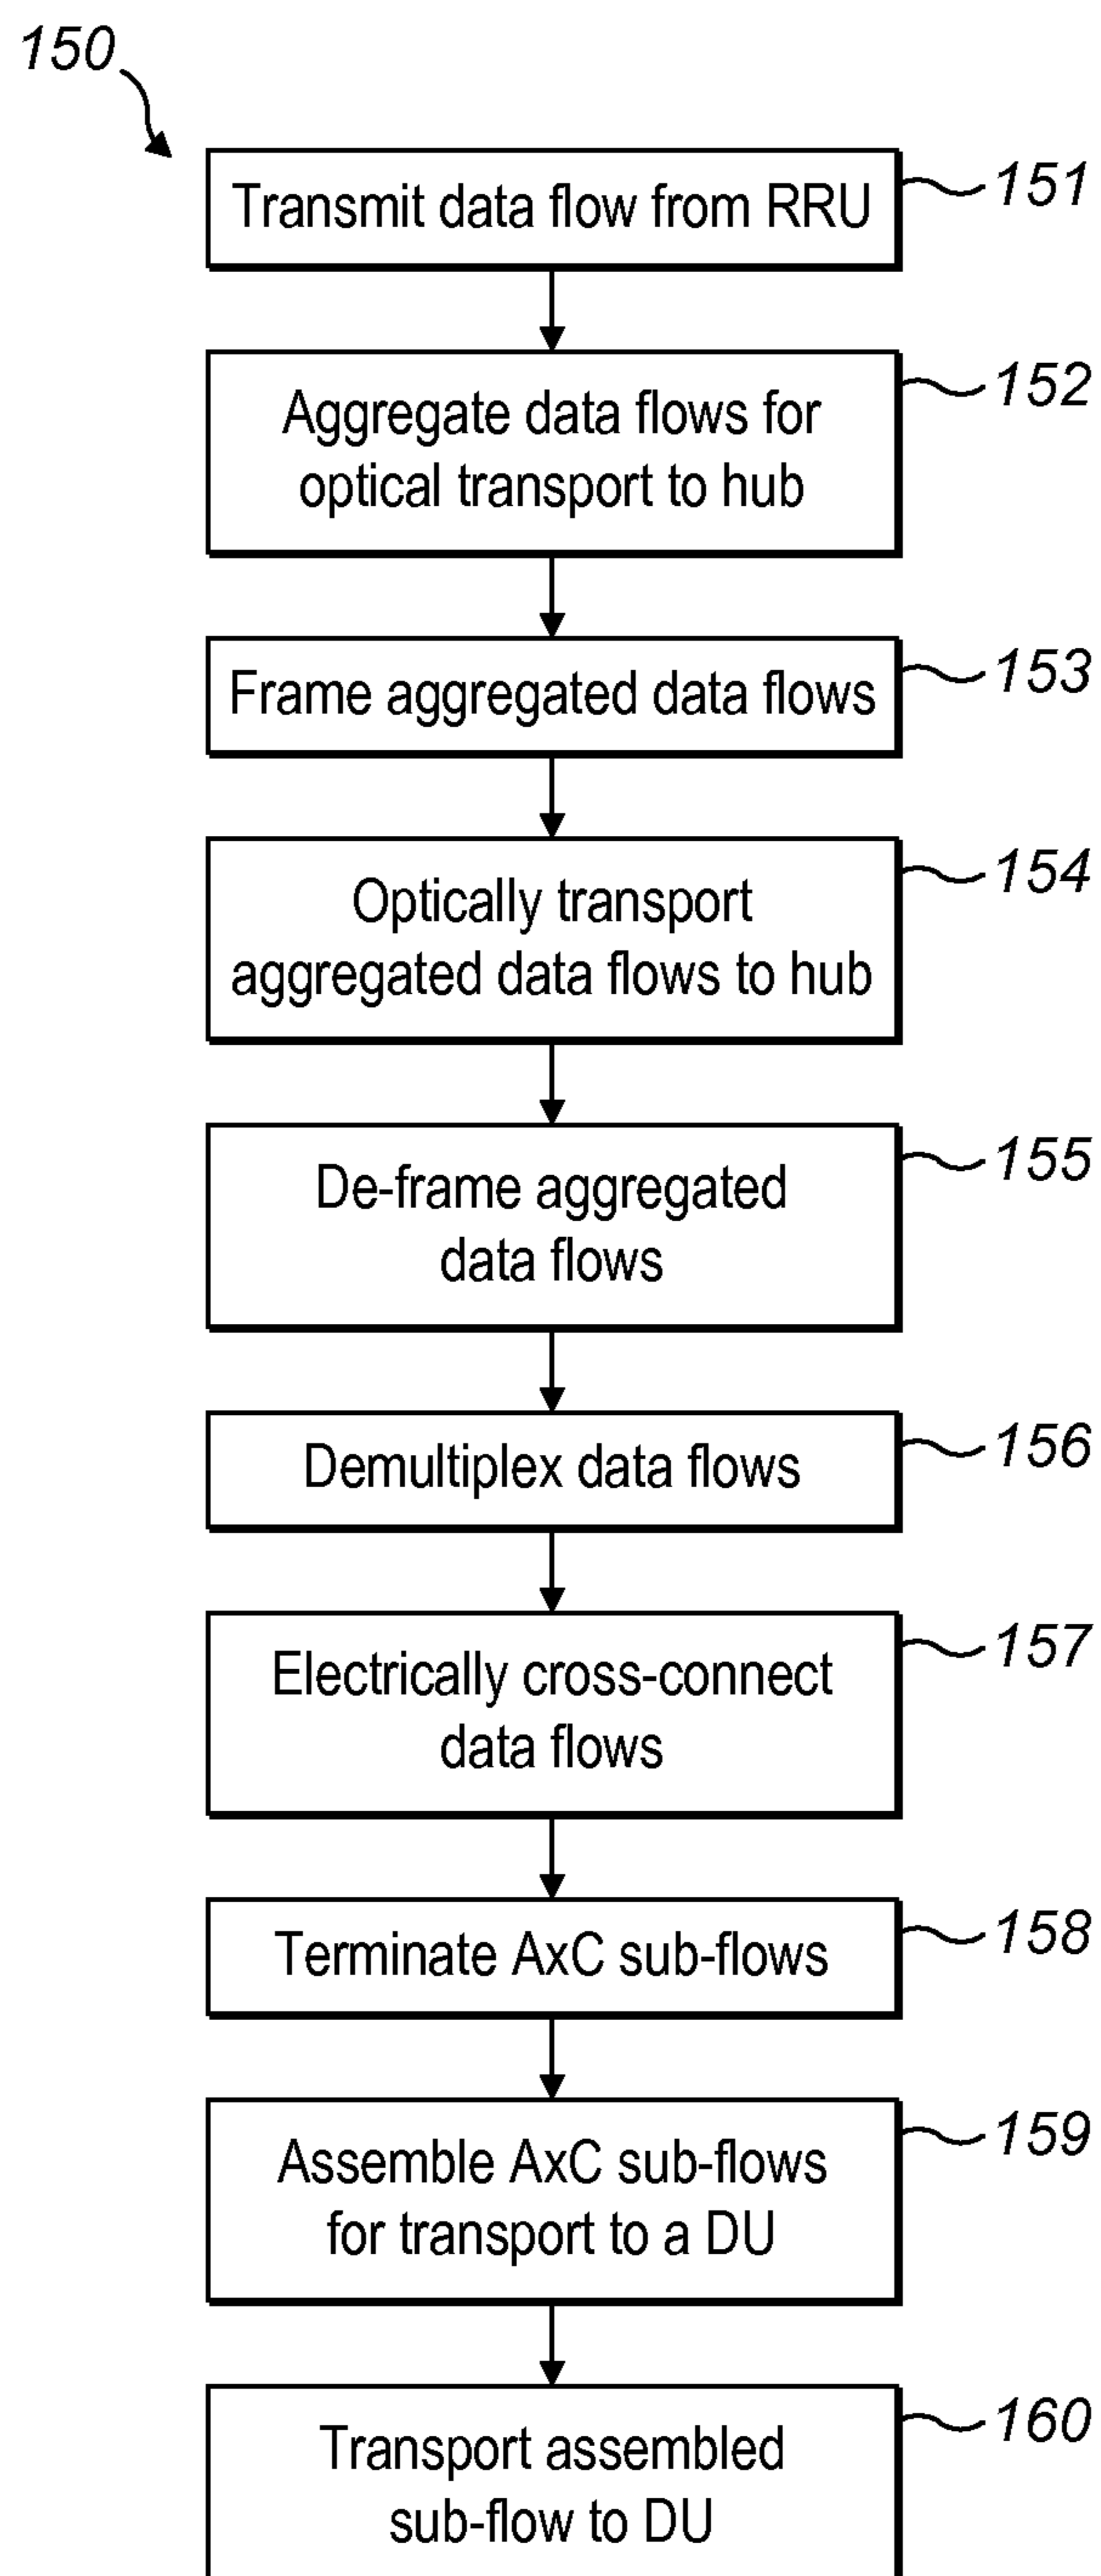 150
Transmit data flow from RRU
151
Aggregate data flows for
optical transport to hub
152
Frame aggregated data flows
153
Optically transport
aggregated data flows to hub
154
De-frame aggregated
data flows
155
Demultiplex data flows
156
Electrically cross-connect
data flows
157
Terminate AxC sub-flows
158
Assemble AxC sub-flows
for transport to a DU
159
Transport assembled
sub-flow to DU
160